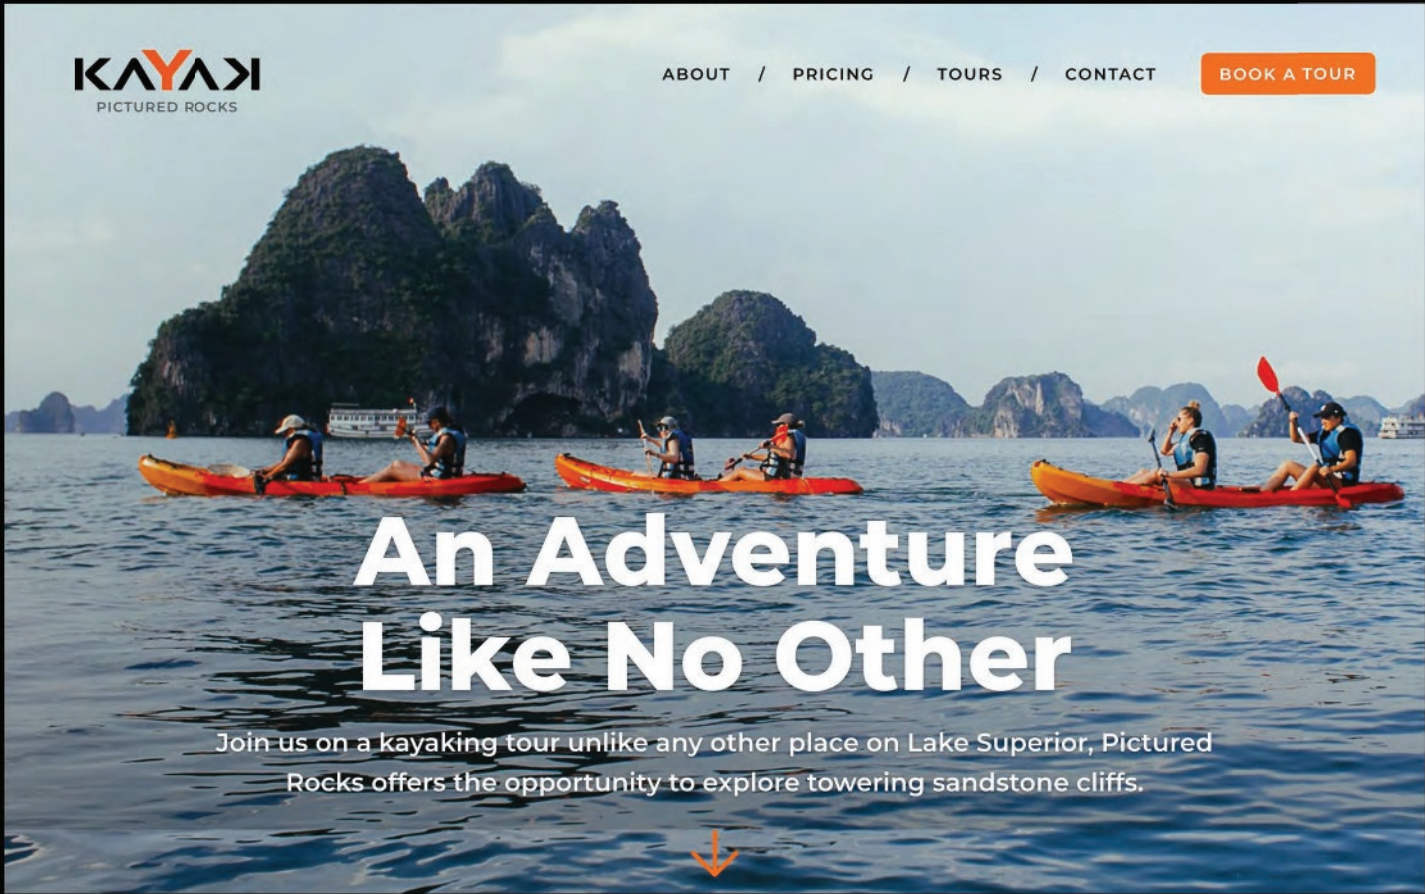 KAYAK
PICTURED ROCKS
ABOUT / PRICING / TOURS / CONTACT
BOOK A TOUR
An Adventure
Like No Other
Join us on a kayaking tour unlike any other place on Lake Superior, Pictured
Rocks offers the opportunity to explore towering sandstone cliffs.